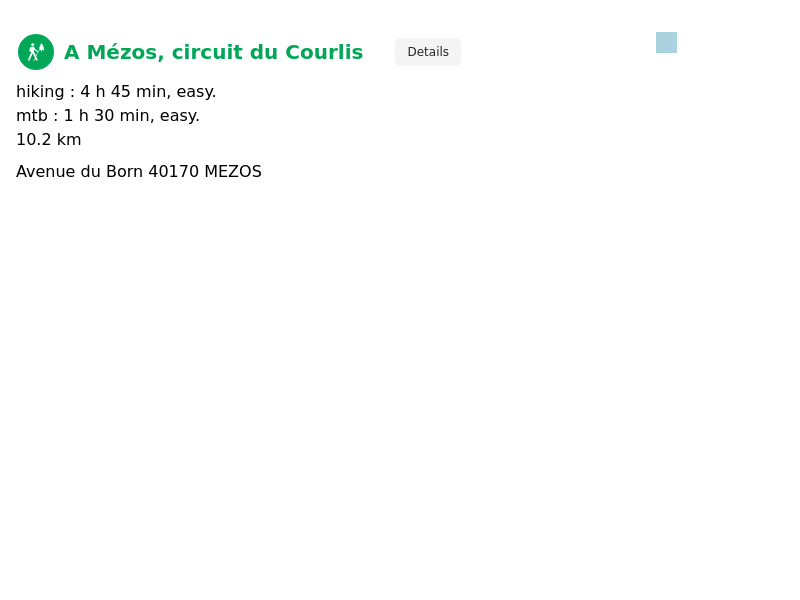 A Mézos, circuit du Courlis
Details
hiking : 4 h 45 min, easy.
mtb : 1 h 30 min, easy.
10.2 km
Avenue du Born 40170 MEZOS